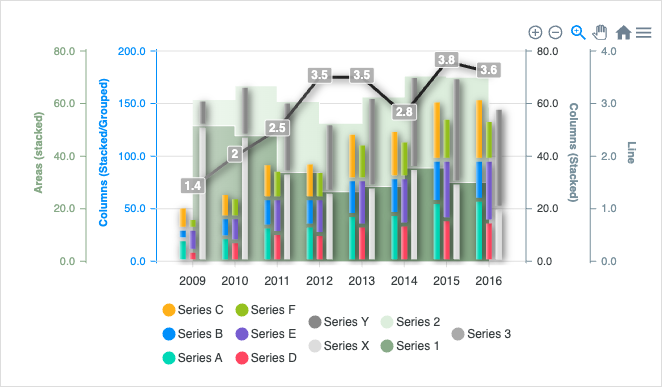 Areas (stacked)
80.0
60.0
40.0
20.0
0.0
Columns (Stacked/Grouped)
200.0
150.0
100.0
50.0
0.0
1.4
2
2.5
3.5
3.5
2.8
3.8
3.6
80.0
60.0
40.0
20.0
0.0
Columns (Stacked)
4.0
3.0
2.0
1.0
0.0
Line
2009 2010 2011 2012 2013 2014 2015 2016
Series C Series F
Series B Series E
Series A Series D
Series Y Series 2
Series X Series 1
Series 3